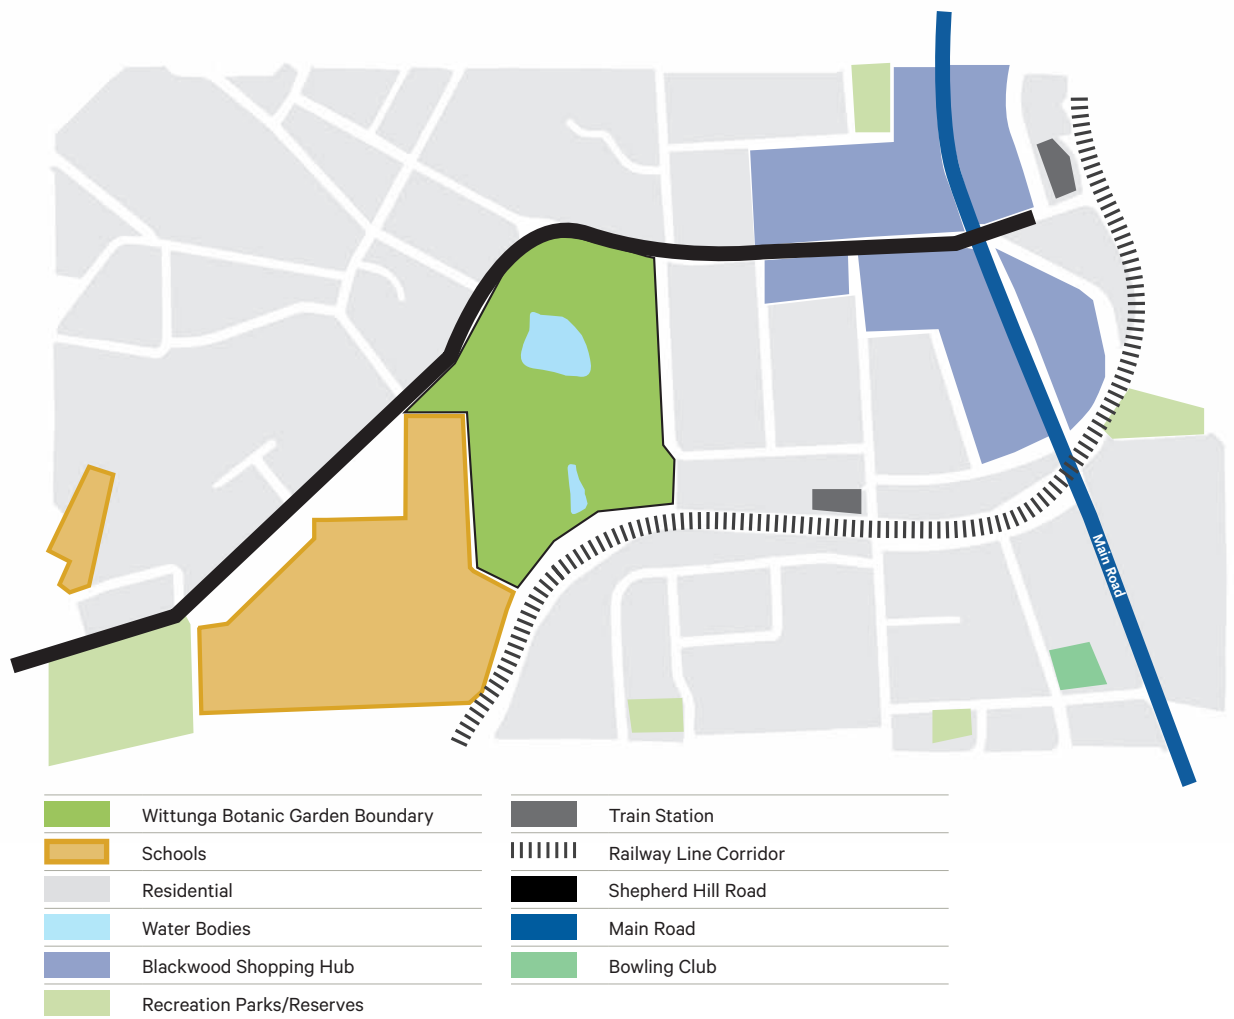 Main Road
Wittunga Botanic Garden Boundary
Schools
Residential
Water Bodies
Blackwood Shopping Hub
Recreation Parks/Reserves
Train Station
Railway Line Corridor
Shepherd Hill Road
Main Road
Bowling Club